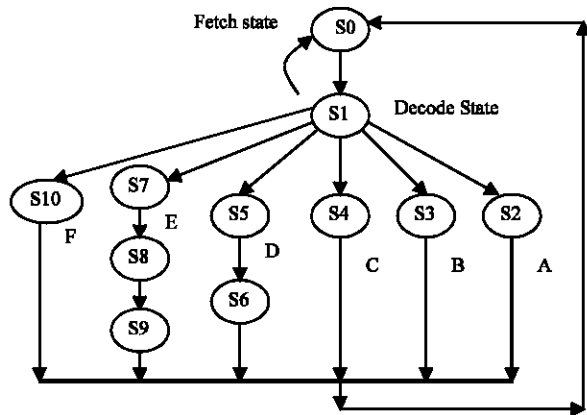 Fetch state
S0
S1
Decode State
S10
S7
S5
S4
S3
S2
F
E
D
C
B
A
S8
S6
S9